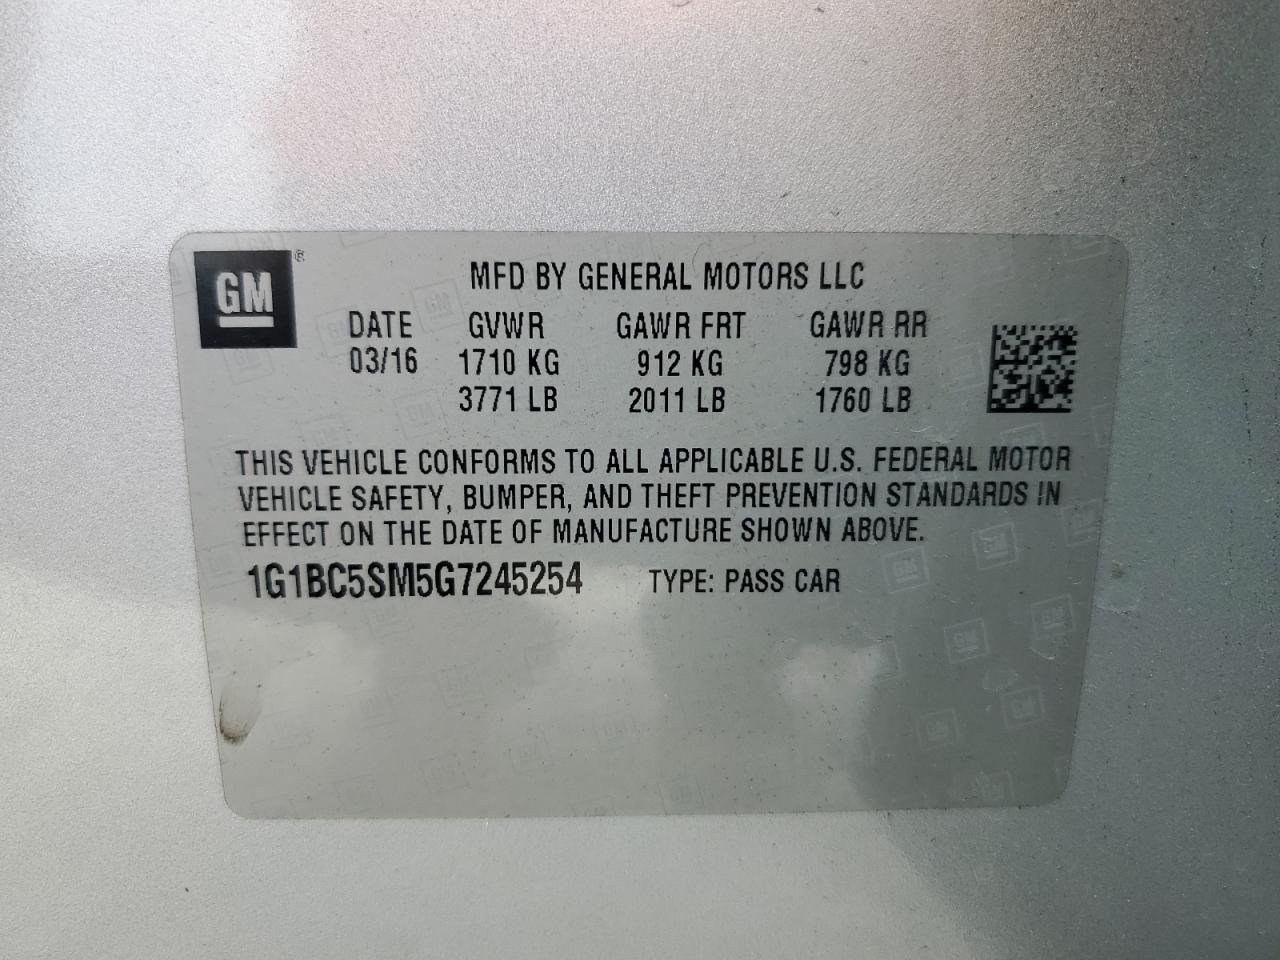 GM ®
MFD BY GENERAL MOTORS LLC
DATE GVWR GAWR FRT GAWR RR
03/16 1710 KG 912 KG 798 KG
3771 LB 2011 LB 1760 LB
THIS VEHICLE CONFORMS TO ALL APPLICABLE U.S. FEDERAL MOTOR
VEHICLE SAFETY, BUMPER, AND THEFT PREVENTION STANDARDS IN
EFFECT ON THE DATE OF MANUFACTURE SHOWN ABOVE.
1G1BC5SM5G7245254 TYPE: PASS CAR